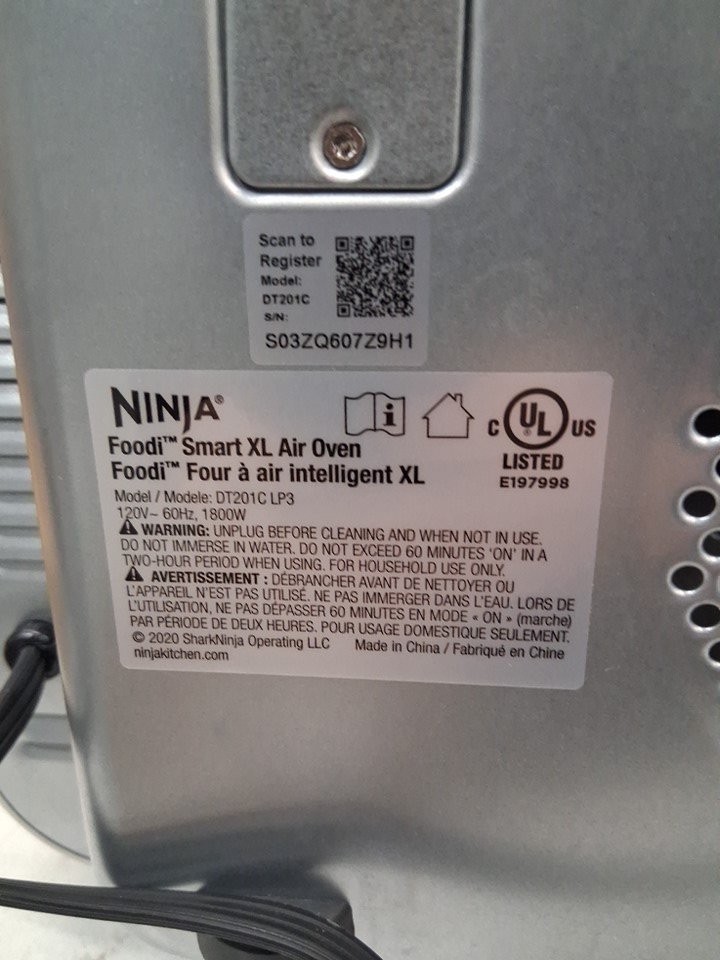 Scan to
Register
Model:
DT201C
S/N:
S03ZQ607Z9H1
NINJA®
Foodi™ Smart XL Air Oven
Foodi™ Four à air intelligent XL
C UL® US
LISTED
E197998
Model / Modele: DT201C LP3
120V~ 60Hz, 1800W
WARNING: UNPLUG BEFORE CLEANING AND WHEN NOT IN USE.
DO NOT IMMERSE IN WATER. DO NOT EXCEED 60 MINUTES 'ON' IN A
TWO-HOUR PERIOD WHEN USING. FOR HOUSEHOLD USE ONLY.
AVERTISSEMENT : DÉBRANCHER AVANT DE NETTOYER OU
L'APPAREIL N'EST PAS UTILISÉ. NE PAS IMMERGER DANS L'EAU. LORS DE
L'UTILISATION, NE PAS DÉPASSER 60 MINUTES EN MODE « ON » (marche)
PAR PÉRIODE DE DEUX HEURES. POUR USAGE DOMESTIQUE SEULEMENT.
© 2020 SharkNinja Operating LLC Made in China / Fabriqué en Chine
ninjakitchen.com